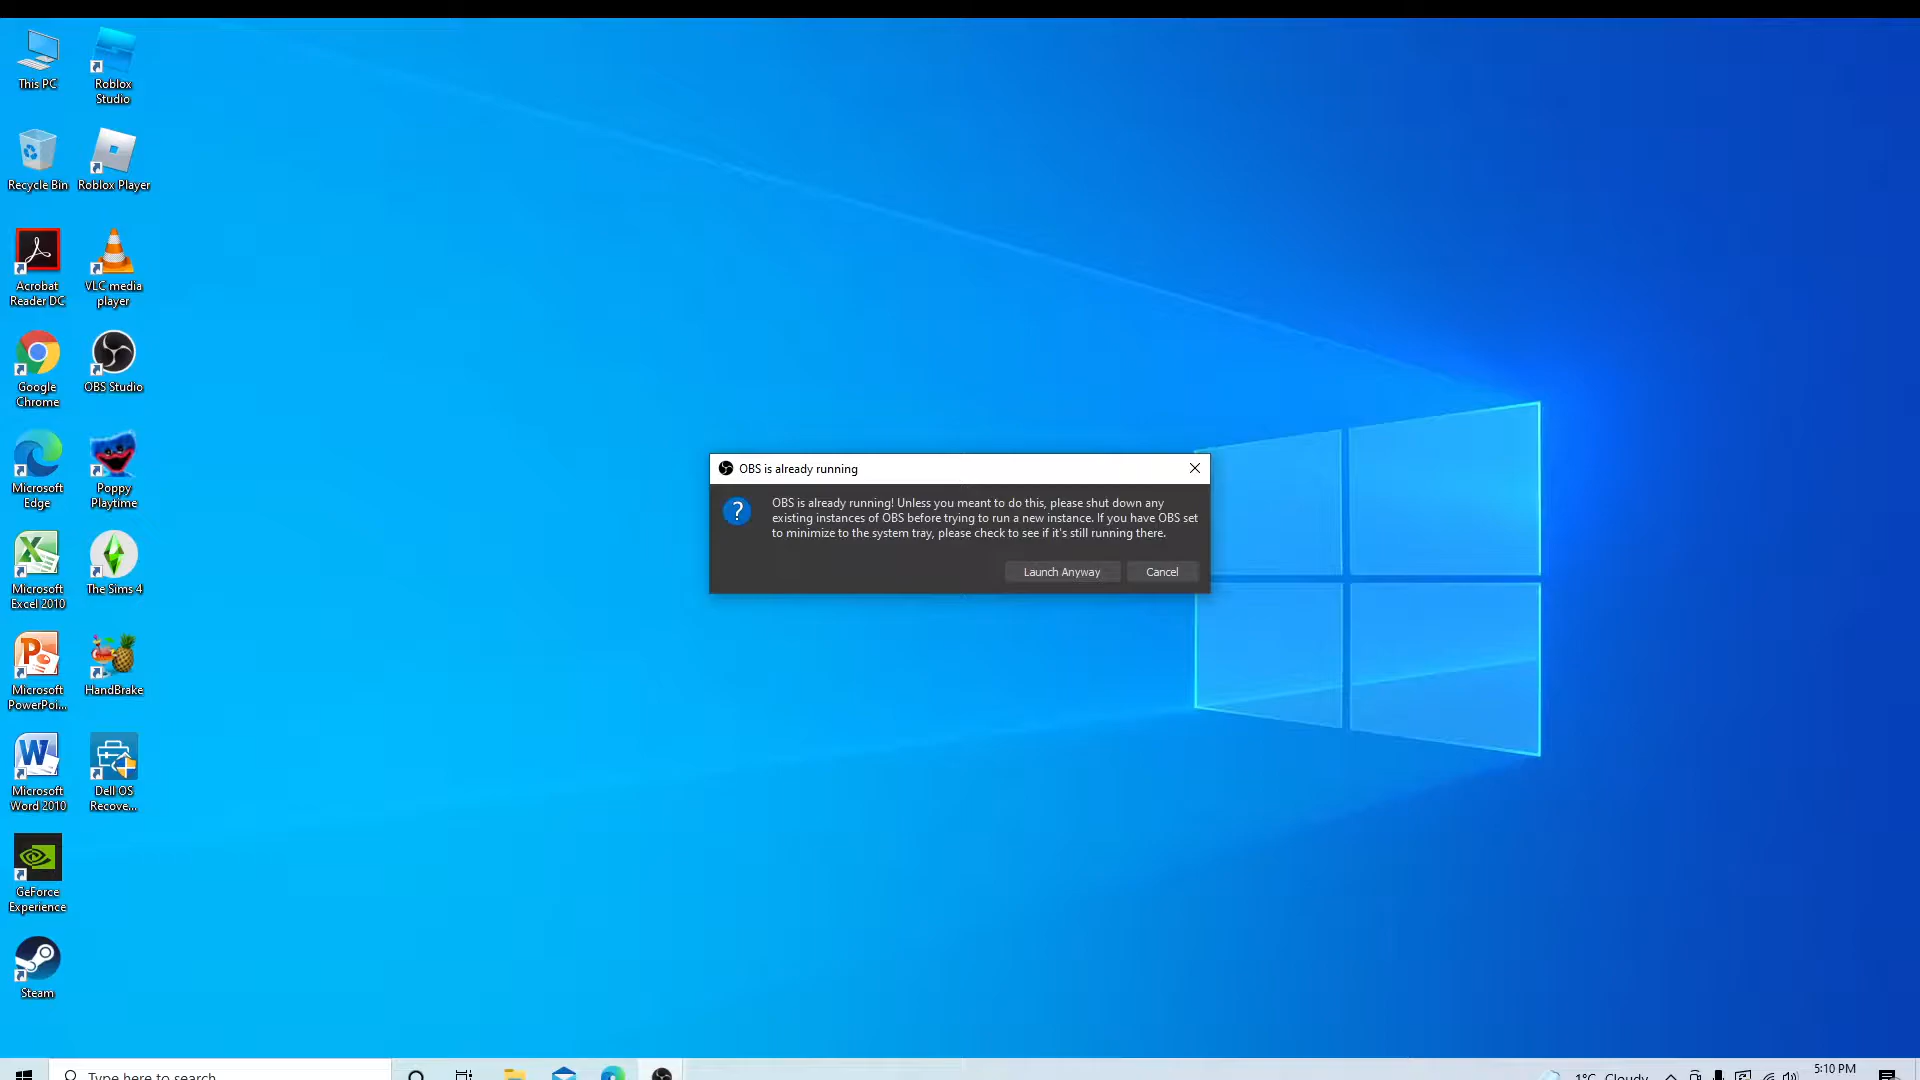 This PC
Roblox
Studio
Recycle Bin
Roblox Player
Acrobat
Reader DC
VLC media
player
Google
Chrome
OBS Studio
Microsoft
Edge
Poppy
Playtime
Microsoft
Excel 2010
The Sims 4
Microsoft
PowerPoi...
HandBrake
Microsoft
Word 2010
Dell OS
Recove...
GeForce
Experience
Steam
OBS is already running
OBS is already running! Unless you meant to do this, please shut down any
existing instances of OBS before trying to run a new instance. If you have OBS set
to minimize to the system tray, please check to see if it's still running there.
Launch Anyway
Cancel
Type here to search
1°C Cloudy
5:10 PM